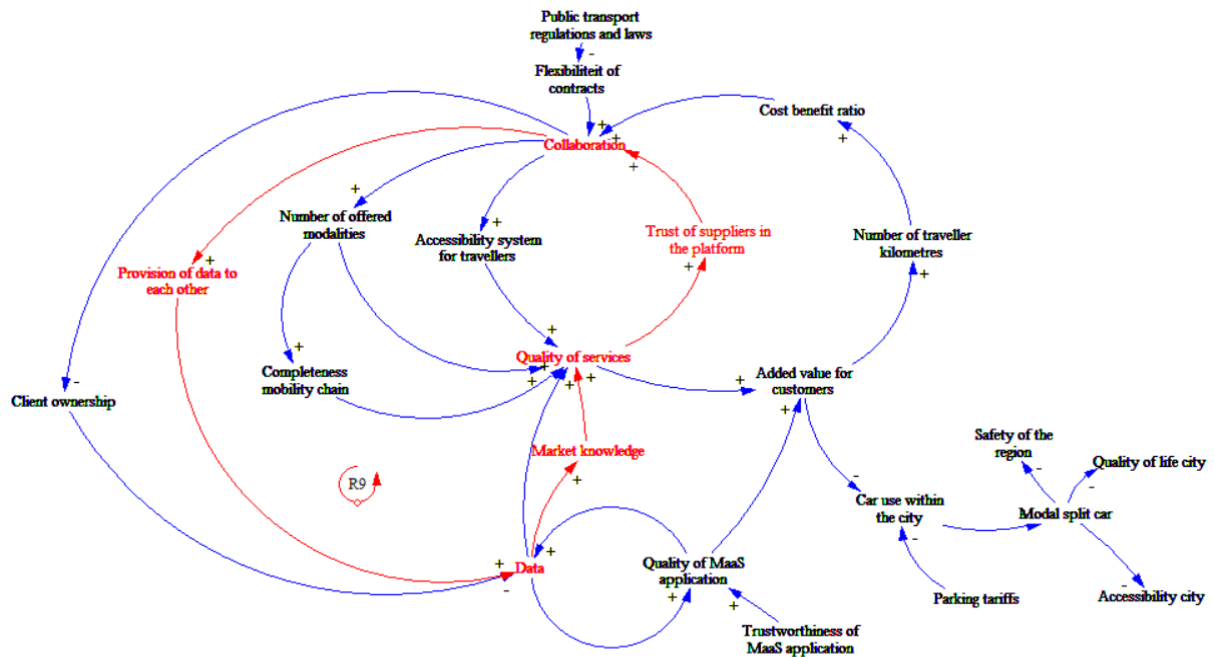 Public transport
regulations and laws
-
Flexibiliteit of
contracts
Cost benefit ratio
+
+
+
Collaboration
+
+
Number of offered
modalities
+
+
Accessibility system
for travellers
Trust of suppliers in
the platform
+
Number of traveller
kilometres
+
Provision of data to
each other
+
+
+
Quality of services
+
+
+
+
+
Completeness
mobility chain
Added value for
customers
+
+
-
Client ownership
Market knowledge
+
R9
Safety of the
region
-
Quality of life city
-
-
Car use within
the city
-
Modal split car
-
Accessibility city
Parking tariffs
+
-
Data
+
Quality of MaaS
application
+
+
Trustworthiness of
MaaS application